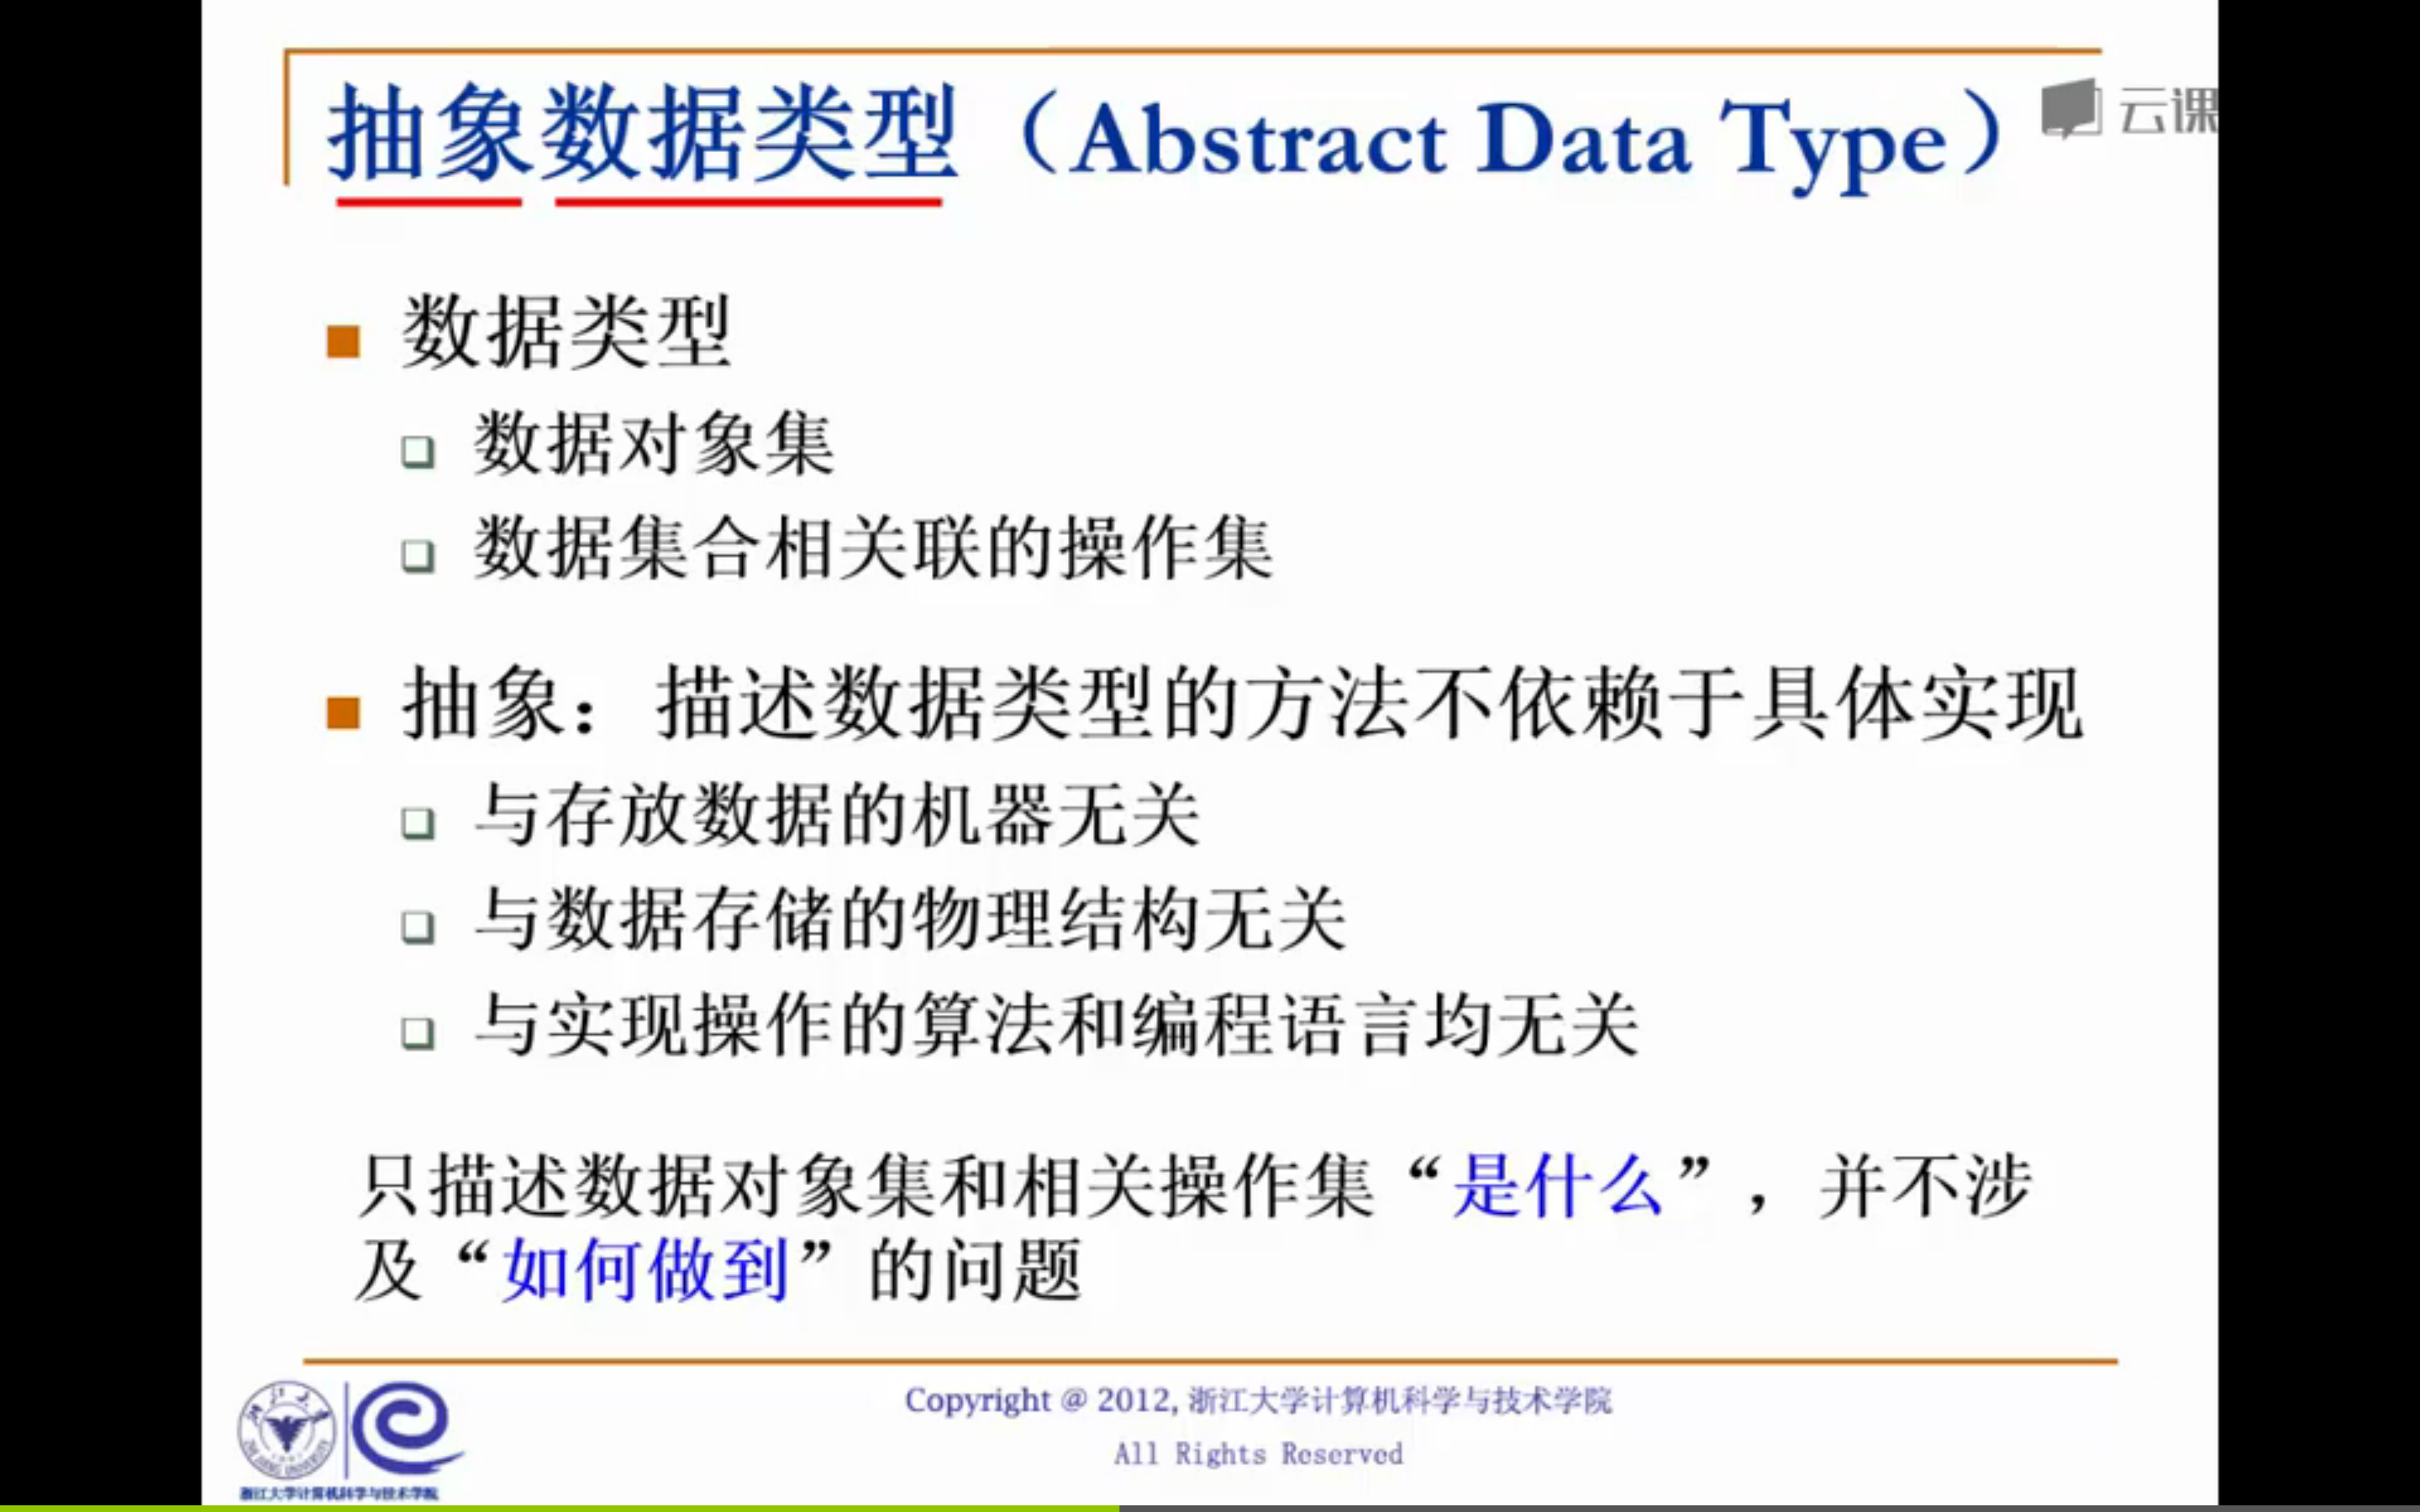 抽象数据类型（Abstract Data Type）
云课
数据类型
数据对象集
数据集合相关联的操作集
抽象：描述数据类型的方法不依赖于具体实现
与存放数据的机器无关
与数据存储的物理结构无关
与实现操作的算法和编程语言均无关
只描述数据对象集和相关操作集“是什么”，并不涉
及“如何做到”的问题
Copyright @ 2012, 浙江大学计算机科学与技术学院
All Rights Reserved
浙江大学计算机科学与技术学院